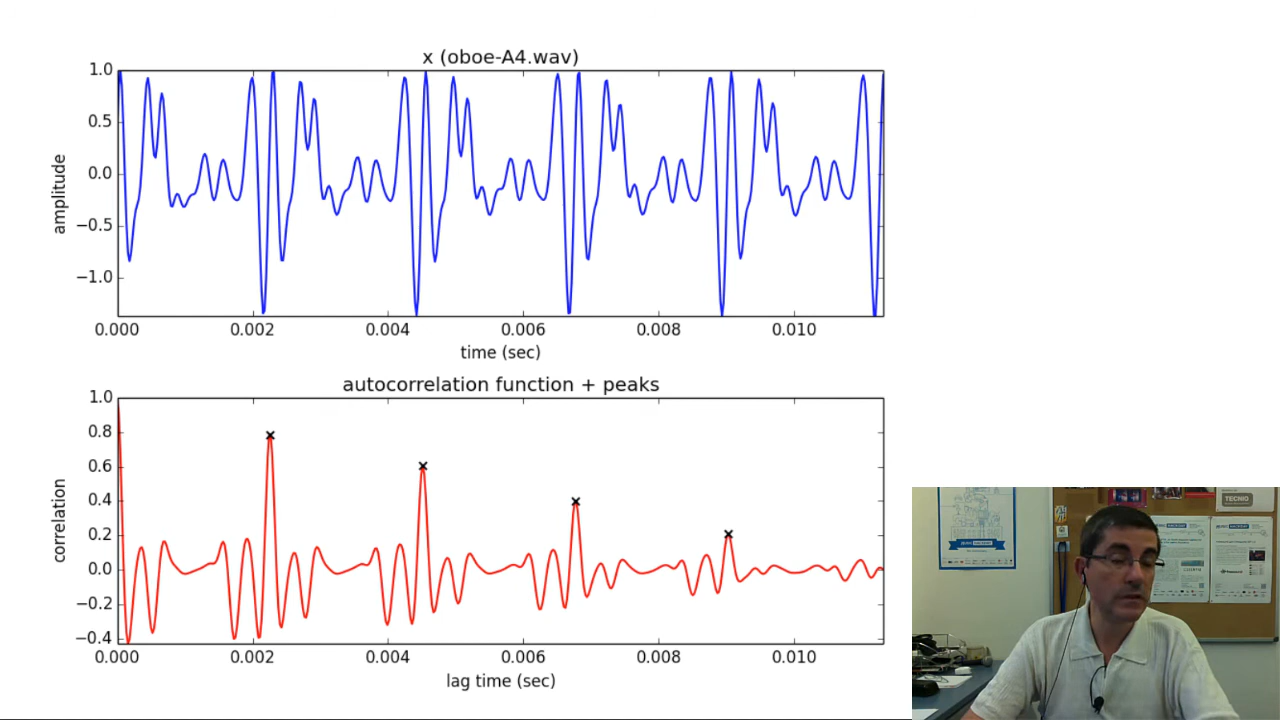 x (oboe-A4.wav)
1.0
0.5
0.0
−0.5
−1.0
amplitude
0.000 0.002 0.004 0.006 0.008 0.010
time (sec)
autocorrelation function + peaks
1.0
0.8
0.6
0.4
0.2
0.0
−0.2
−0.4
correlation
0.000 0.002 0.004 0.006 0.008 0.010
lag time (sec)
TECNIO